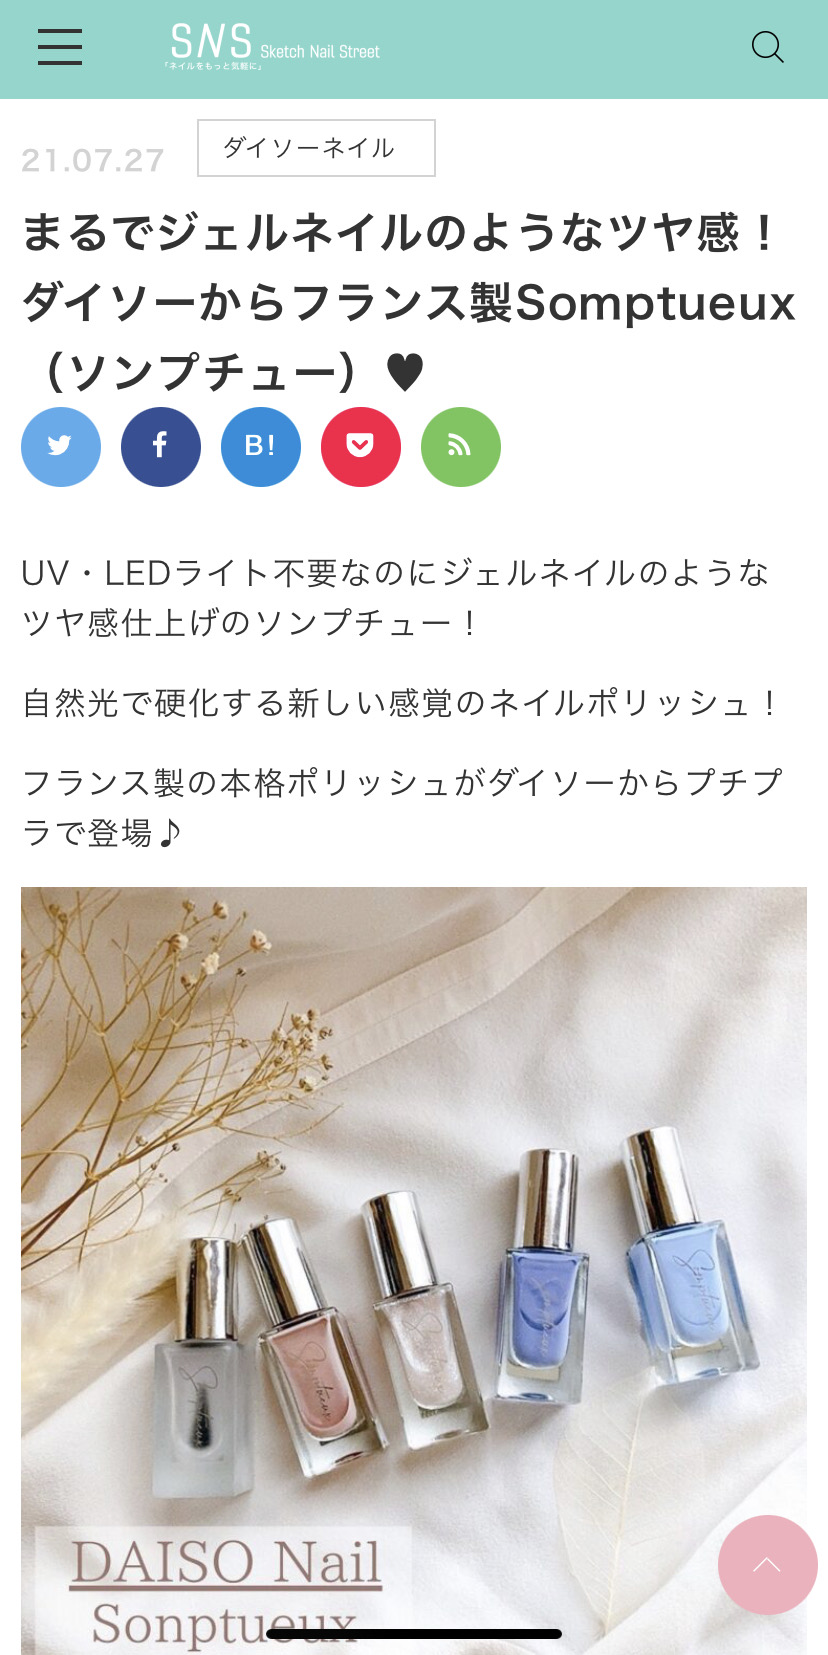 SNS Sketch Nail Street
「ネイルをもっと気軽に」
21.07.27
ダイソーネイル
まるでジェルネイルのようなツヤ感！
ダイソーからフランス製Somptueux
（ソンプチュー）♥
B!
UV・LEDライト不要なのにジェルネイルのような
ツヤ感仕上げのソンプチュー！
自然光で硬化する新しい感覚のネイルポリッシュ！
フランス製の本格ポリッシュがダイソーからプチプ
ラで登場♪
DAISO Nail
Sonptueux